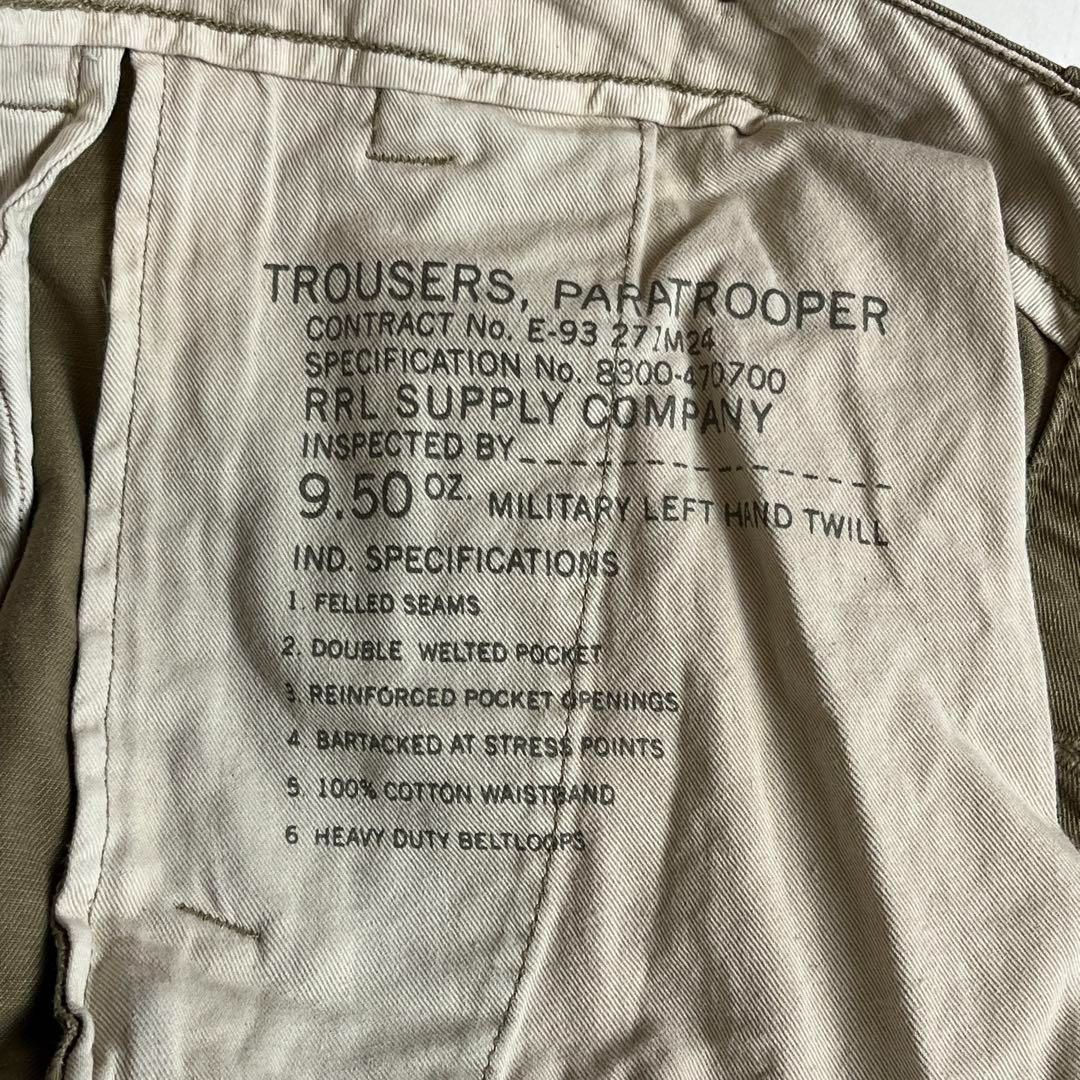 TROUSERS, PARATROOPER
CONTRACT No. E-93 271M24
SPECIFICATION No. 8300-470700
RRL SUPPLY COMPANY
INSPECTED BY
9.50 OZ. MILITARY LEFT HAND TWILL
IND. SPECIFICATIONS
1. FELLED SEAMS
2. DOUBLE WELTED POCKET
3. REINFORCED POCKET OPENINGS
4 BARTACKED AT STRESS POINTS
5. 100% COTTON WAISTBAND
6 HEAVY DUTY BELTLOOPS